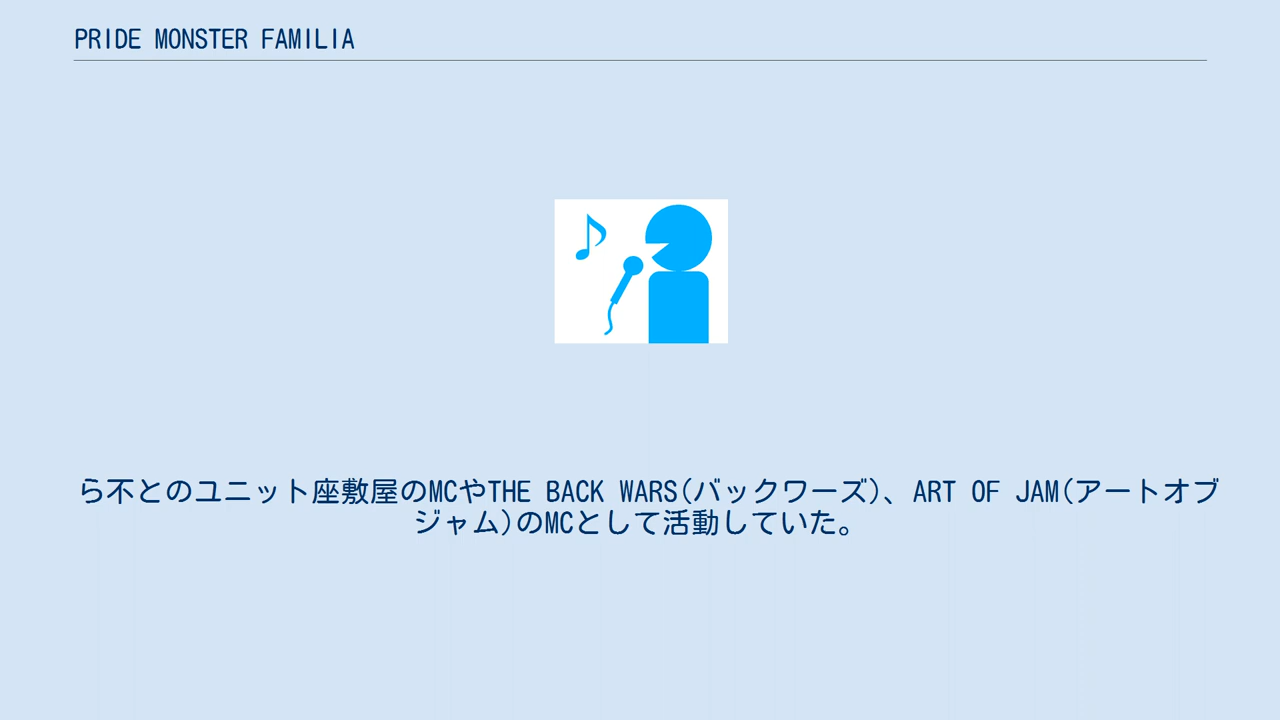 PRIDE MONSTER FAMILIA
ら不とのユニット座敷屋のMCやTHE BACK WARS(バックワーズ)、ART OF JAM(アートオブ
ジャム)のMCとして活動していた。